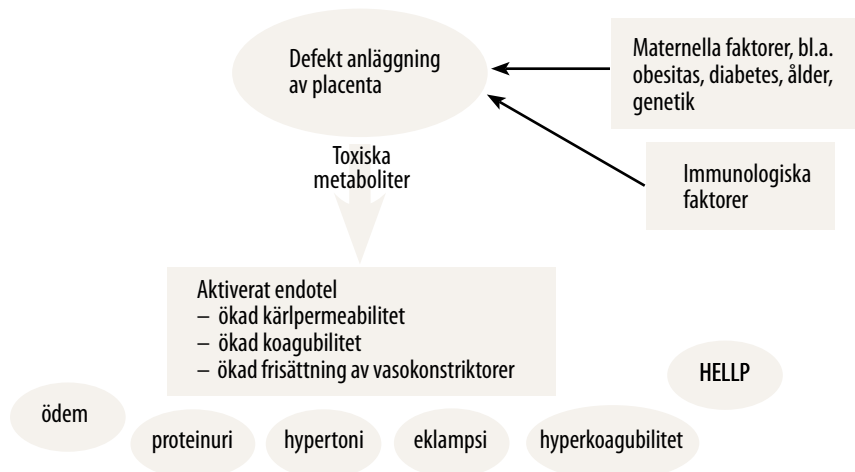 Defekt anläggning
av placenta
Maternella faktorer, bl.a.
obesitas, diabetes, ålder,
genetik
Toxiska
metaboliter
Immunologiska
faktorer
Aktiverat endotel
– ökad kärlpermeabilitet
– ökad koagubilitet
– ökad frisättning av vasokonstriktorer
HELLP
ödem
proteinuri
hypertoni
eklampsi
hyperkoagubilitet